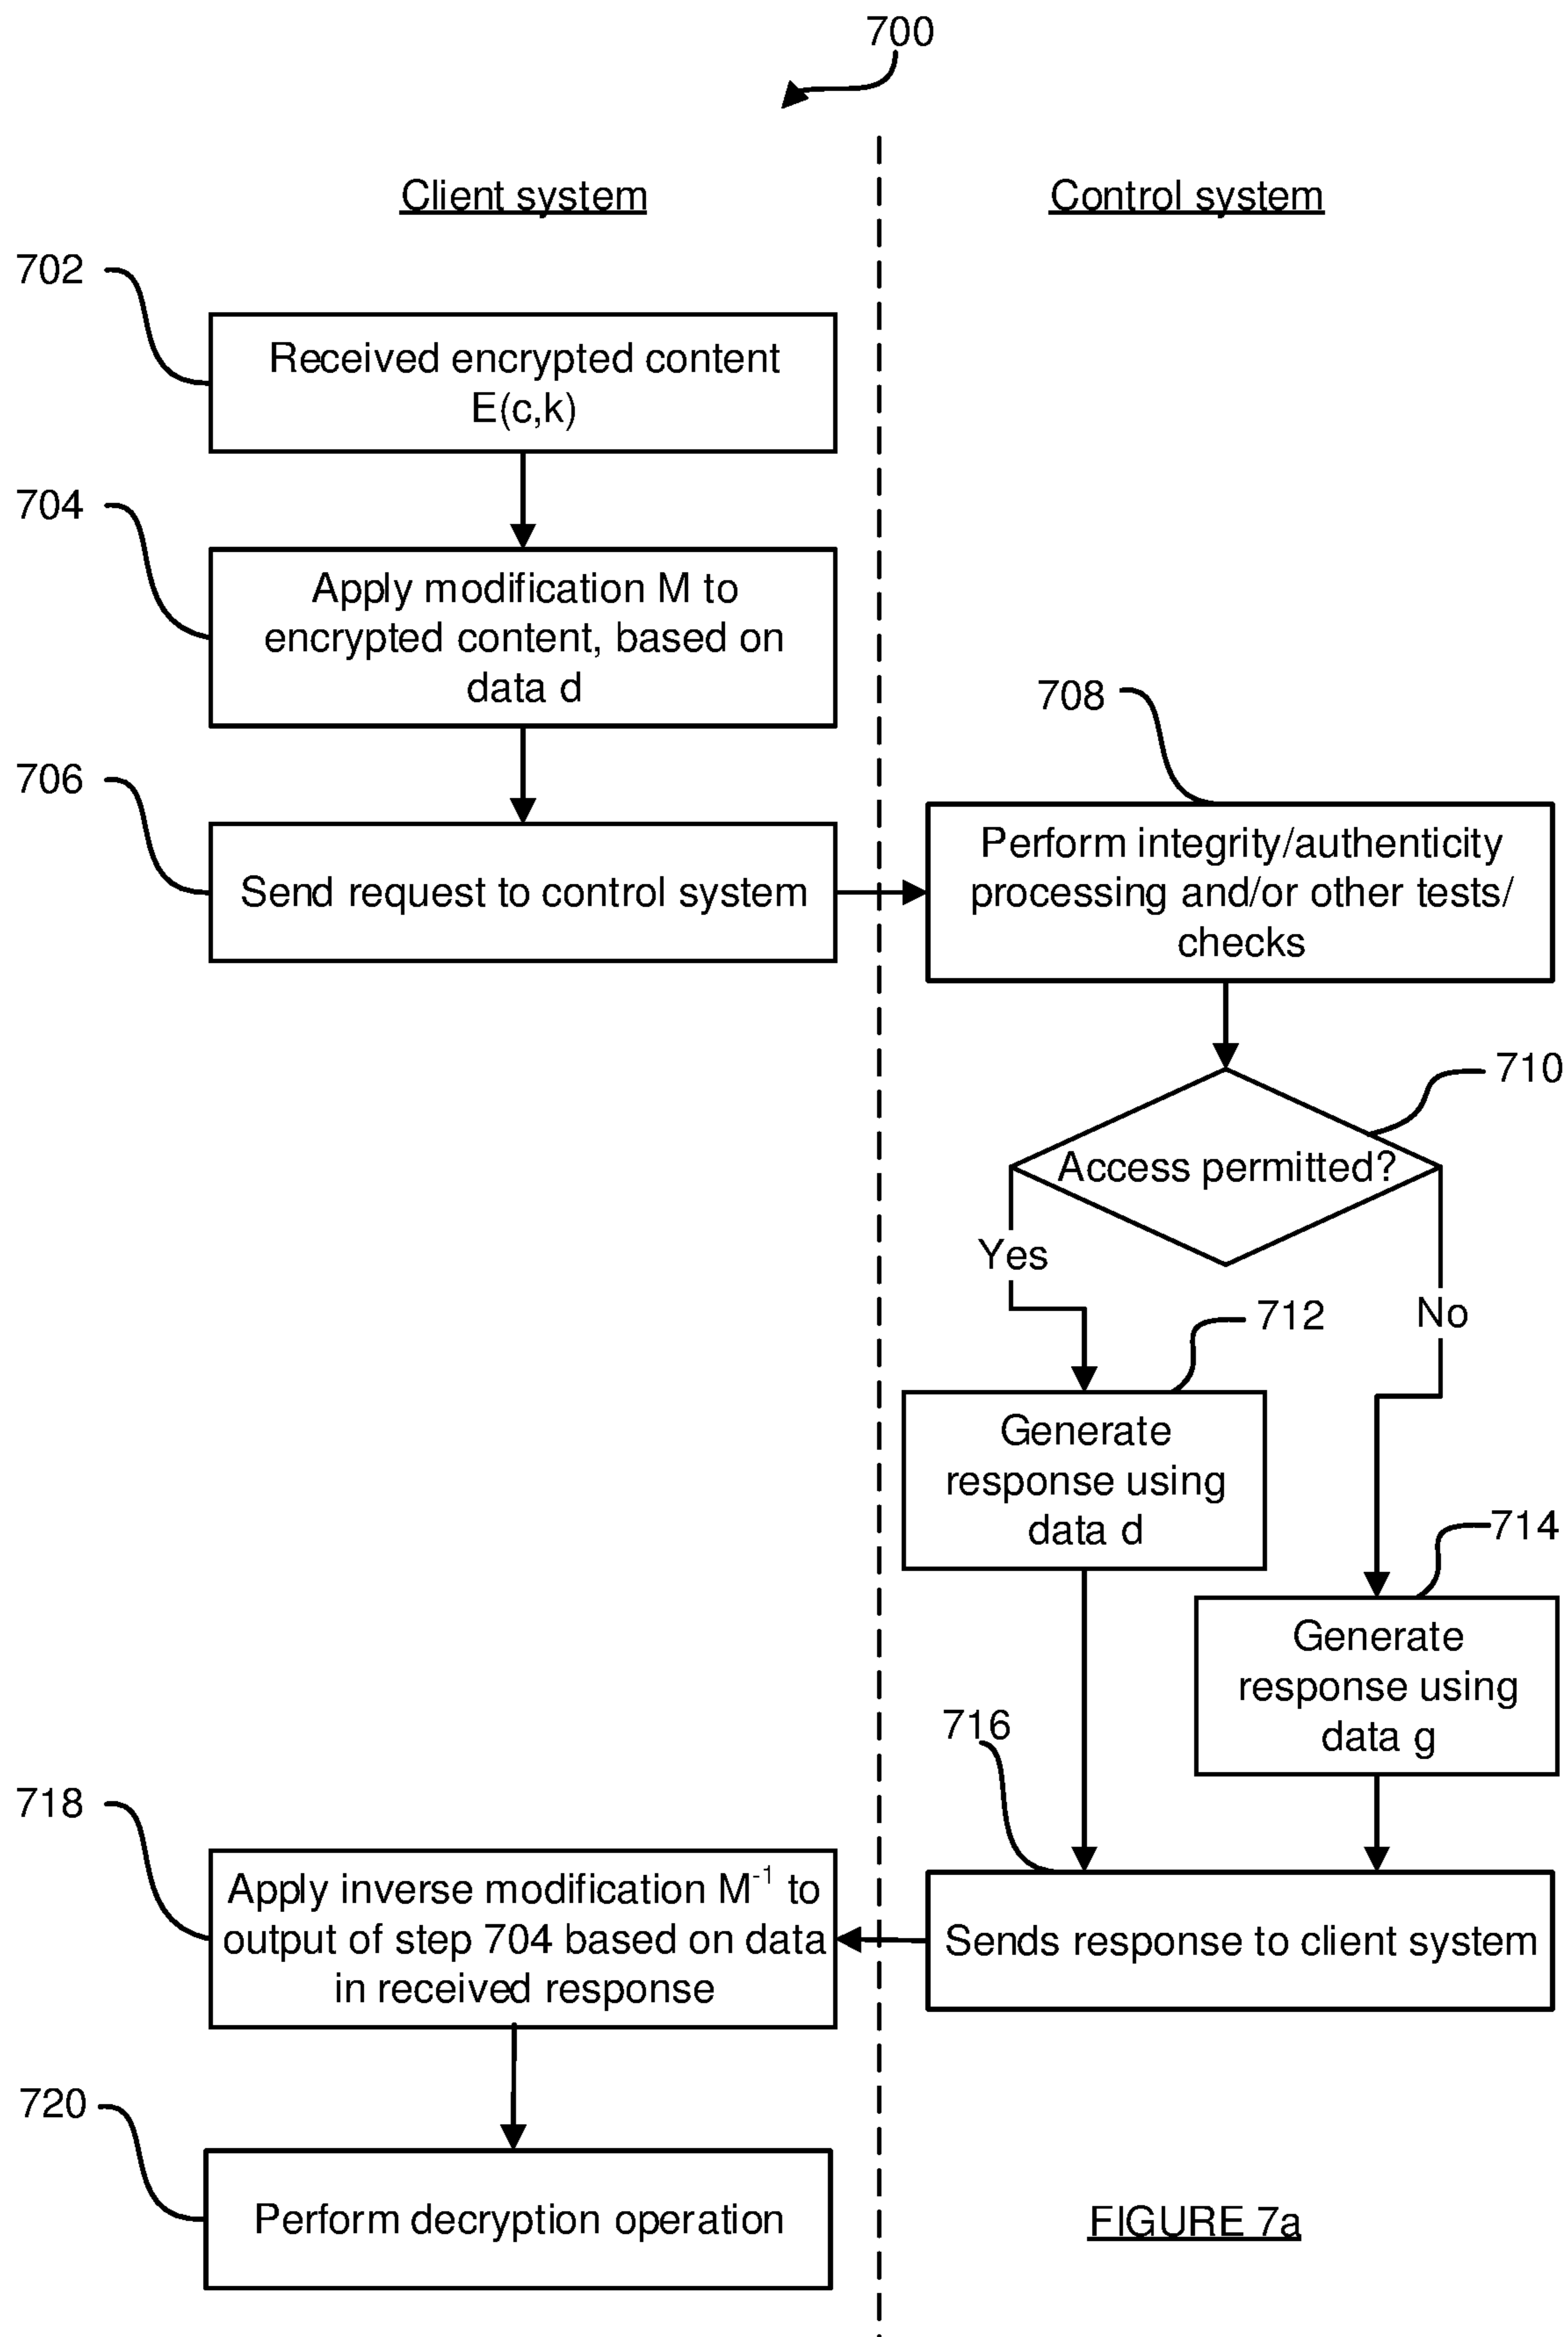 700
Client system
Control system
702
Received encrypted content
E(c,k)
704
Apply modification M to
encrypted content, based on
data d
706
Send request to control system
708
Perform integrity/authenticity
processing and/or other tests/
checks
710
Access permitted?
Yes
No
712
Generate
response using
data d
714
Generate
response using
data g
716
Sends response to client system
718
Apply inverse modification M⁻¹ to
output of step 704 based on data
in received response
720
Perform decryption operation
FIGURE 7a